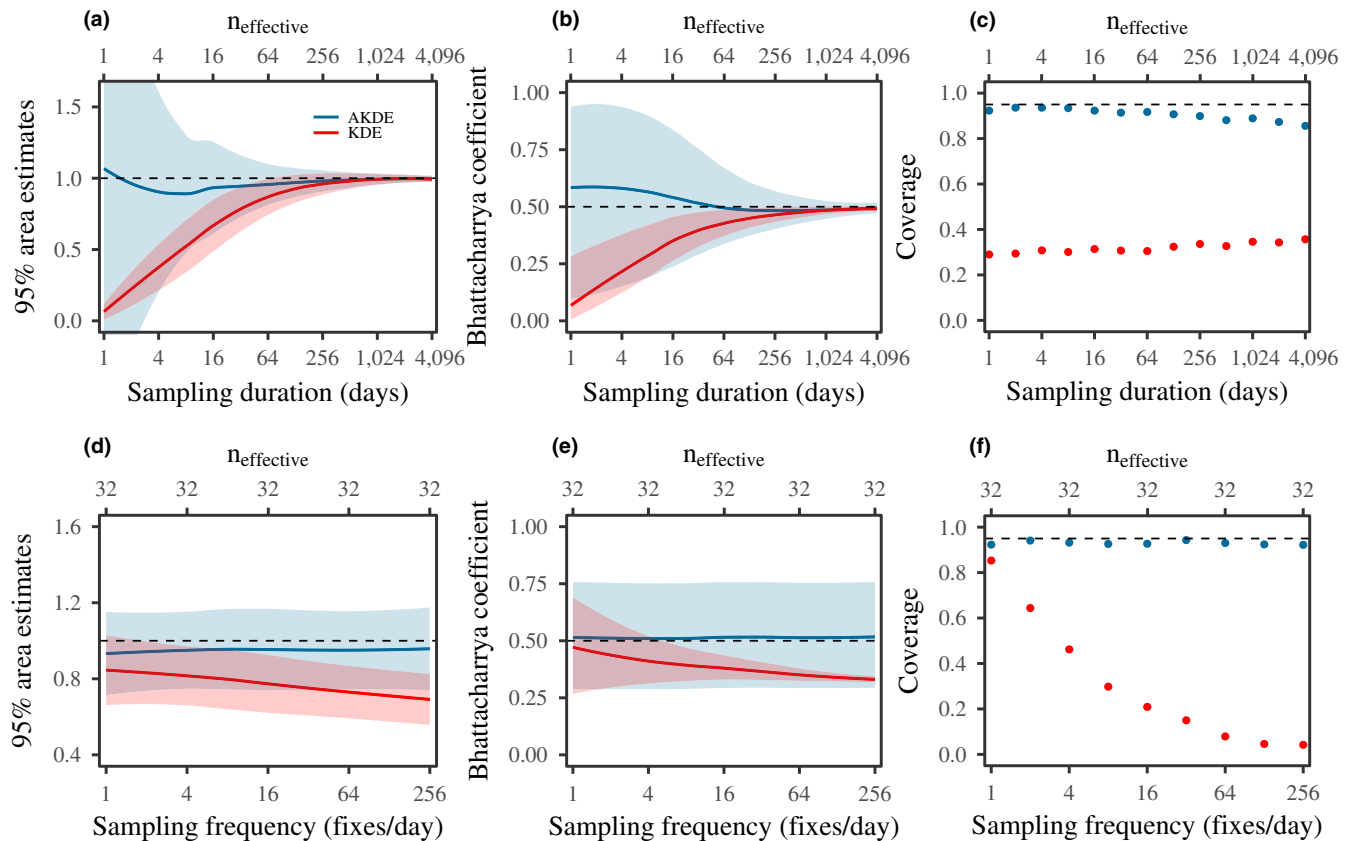 (a)
n_effective
1 4 16 64 256 1,024 4,096
95% area estimates
1.5
1.0
0.5
0.0
AKDE
KDE
1 4 16 64 256 1,024 4,096
Sampling duration (days)
(b)
n_effective
1 4 16 64 256 1,024 4,096
Bhattacharrya coefficient
1.00
0.75
0.50
0.25
0.00
1 4 16 64 256 1,024 4,096
Sampling duration (days)
(c)
n_effective
1 4 16 64 256 1,024 4,096
Coverage
1.0
0.8
0.6
0.4
0.2
0.0
1 4 16 64 256 1,024 4,096
Sampling duration (days)
(d)
n_effective
32 32 32 32 32
95% area estimates
1.6
1.2
1.0
0.8
0.4
1 4 16 64 256
Sampling frequency (fixes/day)
(e)
n_effective
32 32 32 32 32
Bhattacharrya coefficient
1.00
0.75
0.50
0.25
0.00
1 4 16 64 256
Sampling frequency (fixes/day)
(f)
n_effective
32 32 32 32 32
Coverage
1.0
0.8
0.6
0.4
0.2
0.0
1 4 16 64 256
Sampling frequency (fixes/day)